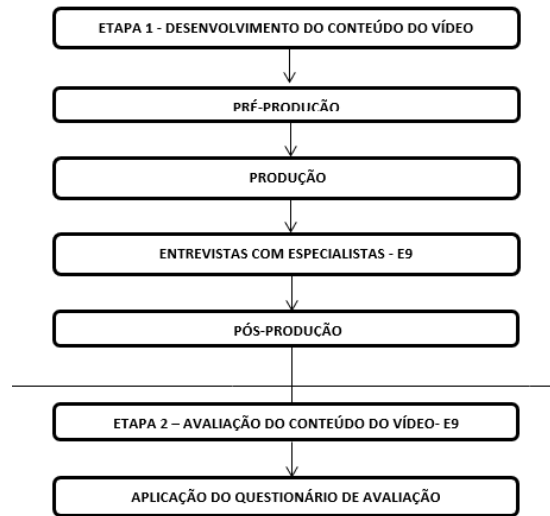 ETAPA 1 - DESENVOLVIMENTO DO CONTEÚDO DO VÍDEO
PRÉ-PRODUÇÃO
PRODUÇÃO
ENTREVISTAS COM ESPECIALISTAS - E9
PÓS-PRODUÇÃO
ETAPA 2 – AVALIAÇÃO DO CONTEÚDO DO VÍDEO- E9
APLICAÇÃO DO QUESTIONÁRIO DE AVALIAÇÃO